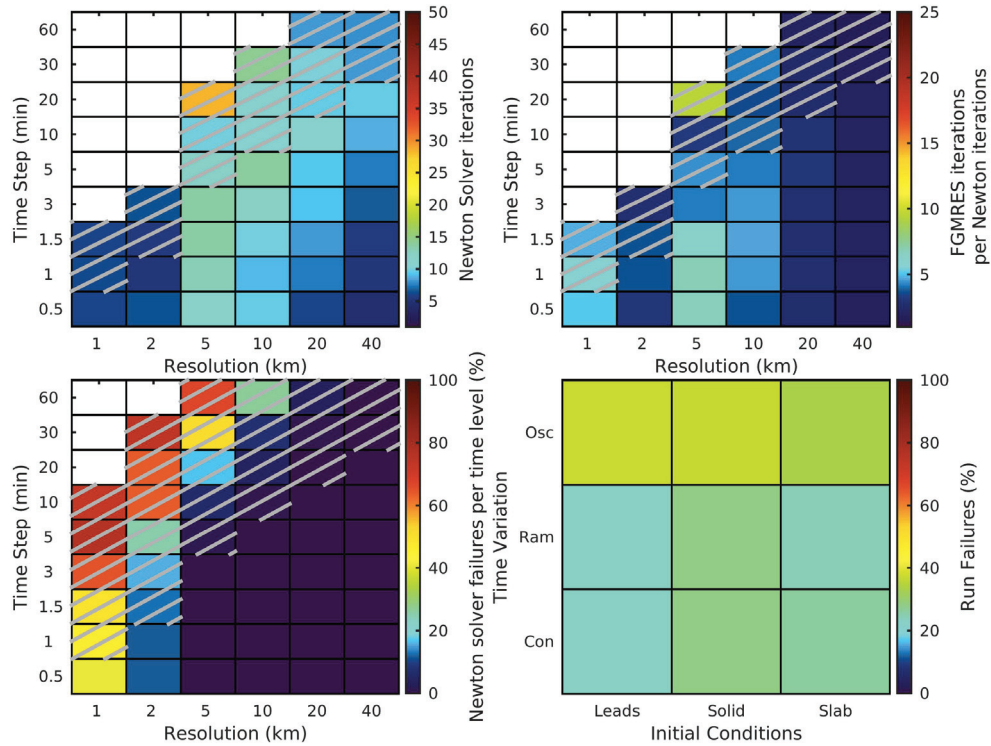 60
30
20
10
5
3
1.5
1
0.5
Time Step (min)
1 2 5 10 20 40
Resolution (km)
50
45
40
35
30
25
20
15
10
5
Newton Solver iterions
60
30
20
10
5
3
1.5
1
0.5
Time Step (min)
1 2 5 10 20 40
Resolution (km)
25
20
15
10
5
FGMRES iterations
per Newton iterations
60
30
20
10
5
3
1.5
1
0.5
Time Step (min)
1 2 5 10 20 40
Resolution (km)
100
80
60
40
20
0
Newton solver failures per time level (%)
Osc
Ram
Con
Time Variation
Leads Solid Slab
Initial Conditions
100
80
60
40
20
0
Run Failures (%)